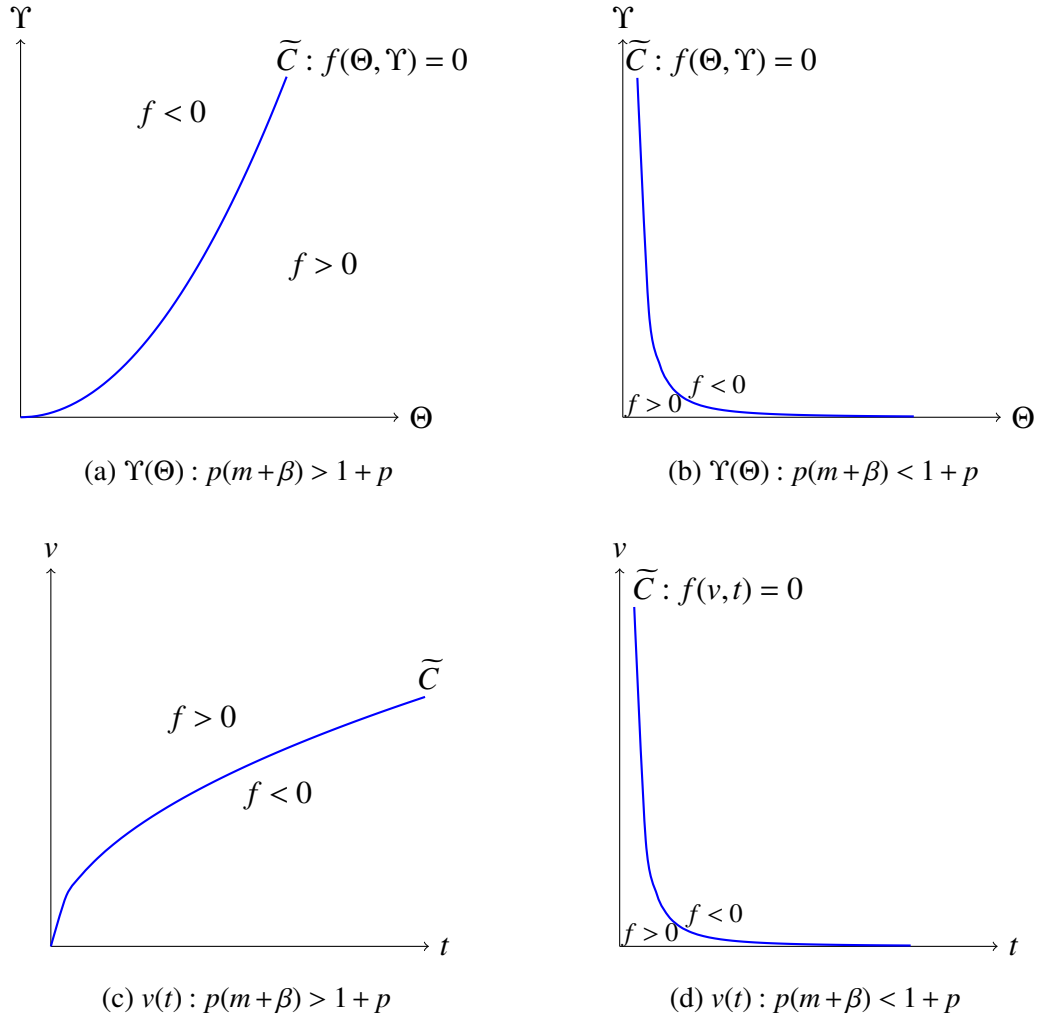 ϒ
C̃ : f(Θ,ϒ) = 0
f < 0
f > 0
Θ
(a) ϒ(Θ) : p(m+β) > 1+p
ϒ
C̃ : f(Θ,ϒ) = 0
f < 0
f > 0
Θ
(b) ϒ(Θ) : p(m+β) < 1+p
v
C̃
f > 0
f < 0
t
(c) v(t) : p(m+β) > 1+p
v
C̃ : f(v,t) = 0
f < 0
f > 0
t
(d) v(t) : p(m+β) < 1+p